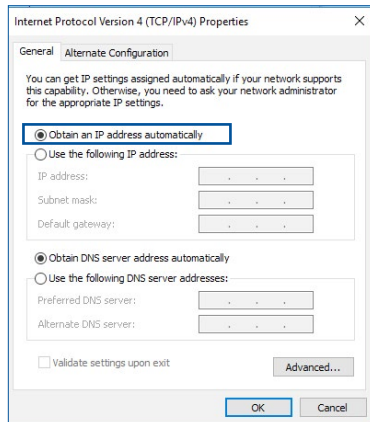 Internet Protocol Version 4 (TCP/IPv4) Properties
General
Alternate Configuration
You can get IP settings assigned automatically if your network supports
this capability. Otherwise, you need to ask your network administrator
for the appropriate IP settings.
Obtain an IP address automatically
Use the following IP address:
IP address:
Subnet mask:
Default gateway:
Obtain DNS server address automatically
Use the following DNS server addresses:
Preferred DNS server:
Alternate DNS server:
Validate settings upon exit
Advanced...
OK
Cancel